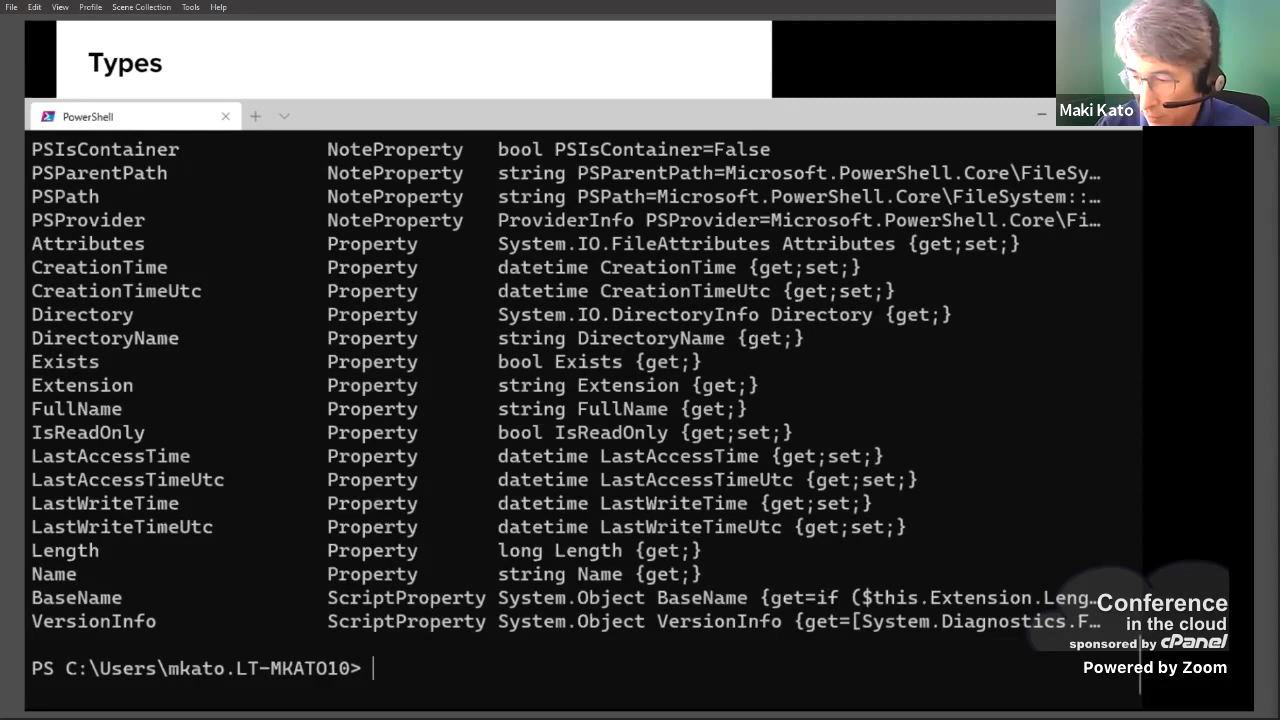 File Edit View Profile Scene Collection Tools Help
Types
Maki Kato
PowerShell
PSIsContainer NoteProperty bool PSIsContainer=False
PSParentPath NoteProperty string PSParentPath=Microsoft.PowerShell.Core\FileSy…
PSPath NoteProperty string PSPath=Microsoft.PowerShell.Core\FileSystem::…
PSProvider NoteProperty ProviderInfo PSProvider=Microsoft.PowerShell.Core\Fi…
Attributes Property System.IO.FileAttributes Attributes {get;set;}
CreationTime Property datetime CreationTime {get;set;}
CreationTimeUtc Property datetime CreationTimeUtc {get;set;}
Directory Property System.IO.DirectoryInfo Directory {get;}
DirectoryName Property string DirectoryName {get;}
Exists Property bool Exists {get;}
Extension Property string Extension {get;}
FullName Property string FullName {get;}
IsReadOnly Property bool IsReadOnly {get;set;}
LastAccessTime Property datetime LastAccessTime {get;set;}
LastAccessTimeUtc Property datetime LastAccessTimeUtc {get;set;}
LastWriteTime Property datetime LastWriteTime {get;set;}
LastWriteTimeUtc Property datetime LastWriteTimeUtc {get;set;}
Length Property long Length {get;}
Name Property string Name {get;}
BaseName ScriptProperty System.Object BaseName {get=if ($this.Extension.Leng…
VersionInfo ScriptProperty System.Object VersionInfo {get=[System.Diagnostics.F…
PS C:\Users\mkato.LT-MKATO10>
Conference
in the cloud
sponsored by cPanel
Powered by Zoom